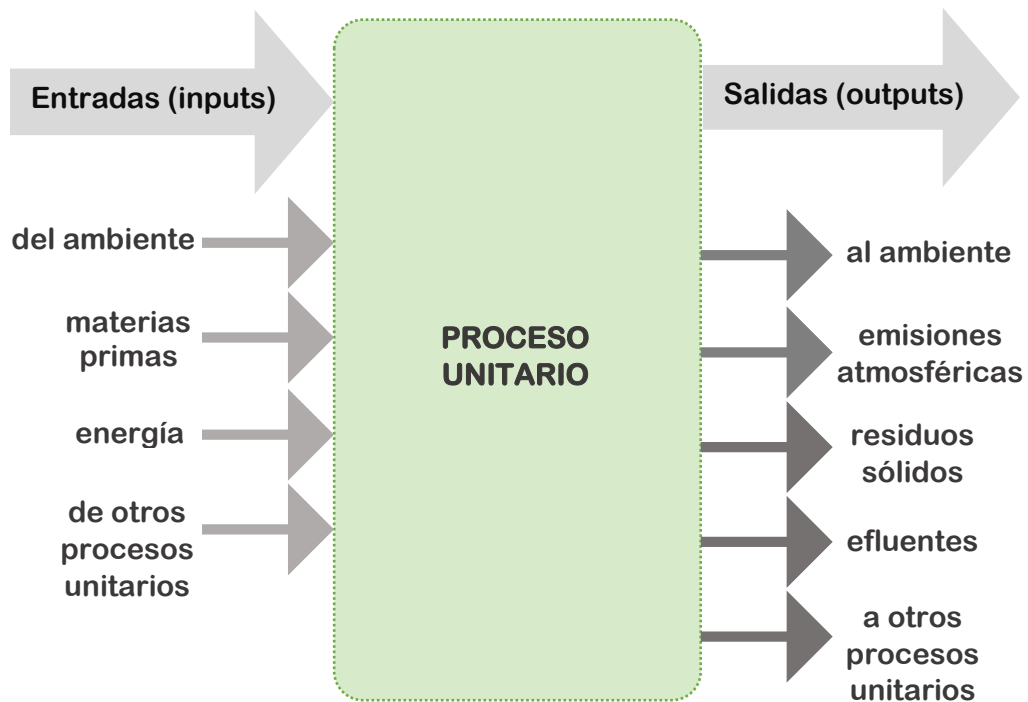 Entradas (inputs)
del ambiente
materias
primas
energía
de otros
procesos
unitarios
PROCESO
UNITARIO
Salidas (outputs)
al ambiente
emisiones
atmosféricas
residuos
sólidos
efluentes
a otros
procesos
unitarios